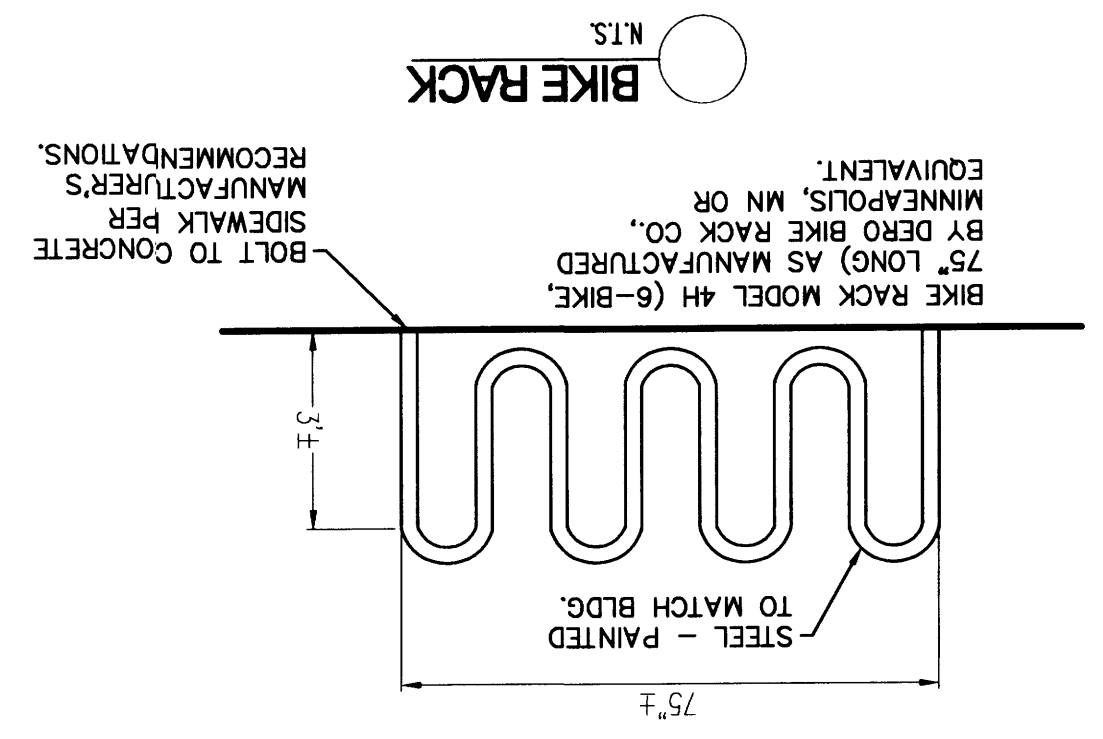 75"±
STEEL - PAINTED
TO MATCH BLDG.
3'±
BIKE RACK MODEL 4H (6-BIKE,
75" LONG) AS MANUFACTURED
BY DERO BIKE RACK CO.,
MINNEAPOLIS, MN OR
EQUIVALENT.
BOLT TO CONCRETE
SIDEWALK PER
MANUFACTURER'S
RECOMMENDATIONS.
BIKE RACK
N.T.S.